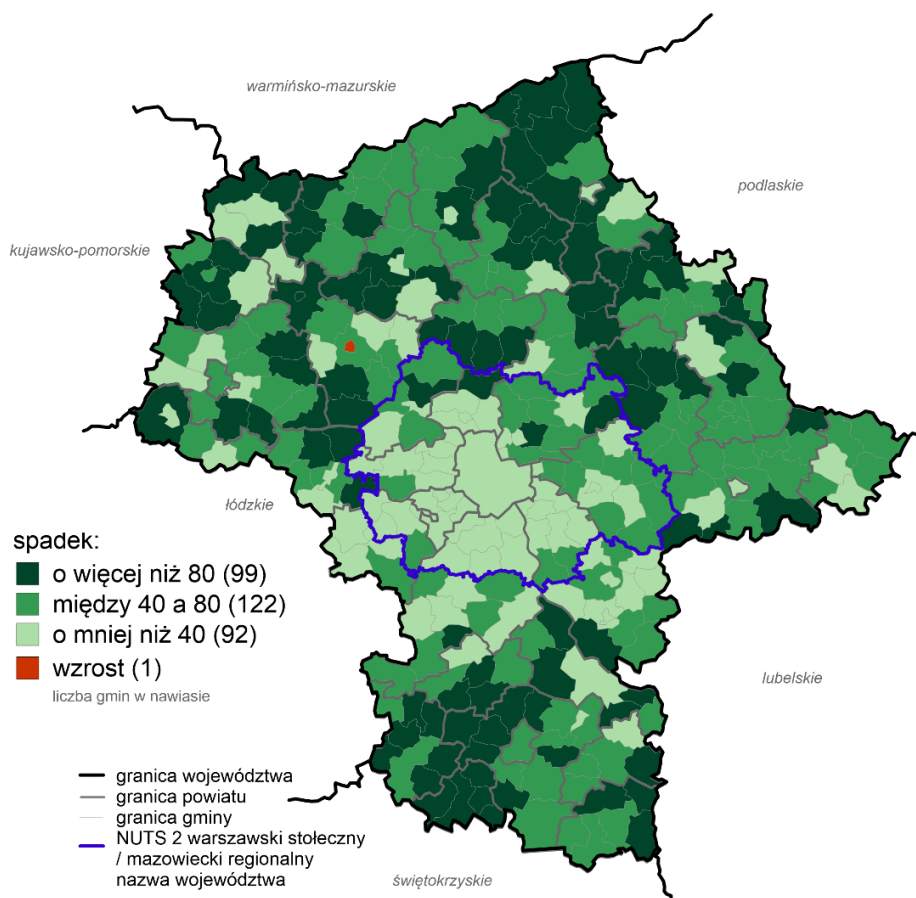 warmińsko-mazurskie
podlaskie
kujawsko-pomorskie
łódzkie
spadek:
o więcej niż 80 (99)
między 40 a 80 (122)
o mniej niż 40 (92)
wzrost (1)
liczba gmin w nawiasie
lubelskie
granica województwa
granica powiatu
granica gminy
NUTS 2 warszawski stołeczny
/ mazowiecki regionalny
nazwa województwa
świętokrzyskie